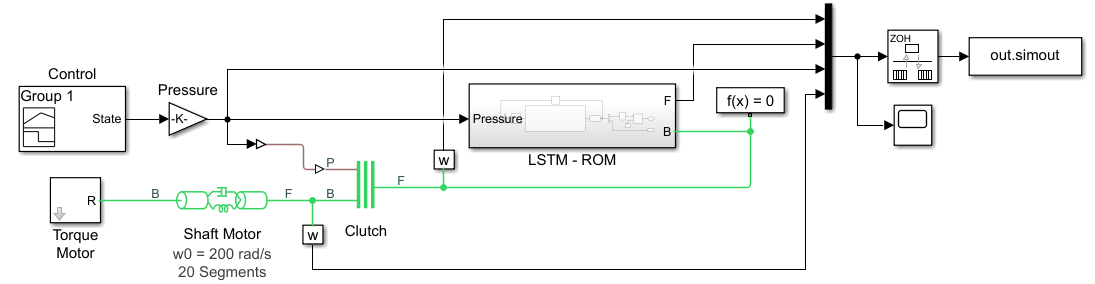 Control
Group 1
State
Pressure
-K-
Pressure
F
B
LSTM - ROM
f(x) = 0
ZOH
out.simout
w
P
F
B
R
B
F
Torque
Motor
Shaft Motor
w0 = 200 rad/s
20 Segments
w
Clutch